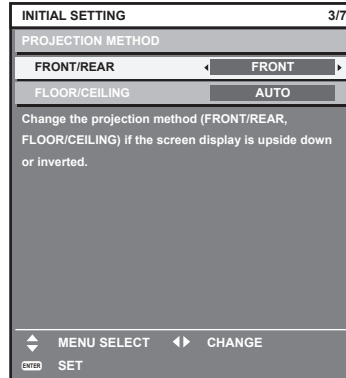 INITIAL SETTING 3/7
PROJECTION METHOD
FRONT/REAR FRONT
FLOOR/CEILING AUTO
Change the projection method (FRONT/REAR,
FLOOR/CEILING) if the screen display is upside down
or inverted.
MENU SELECT CHANGE
ENTER SET